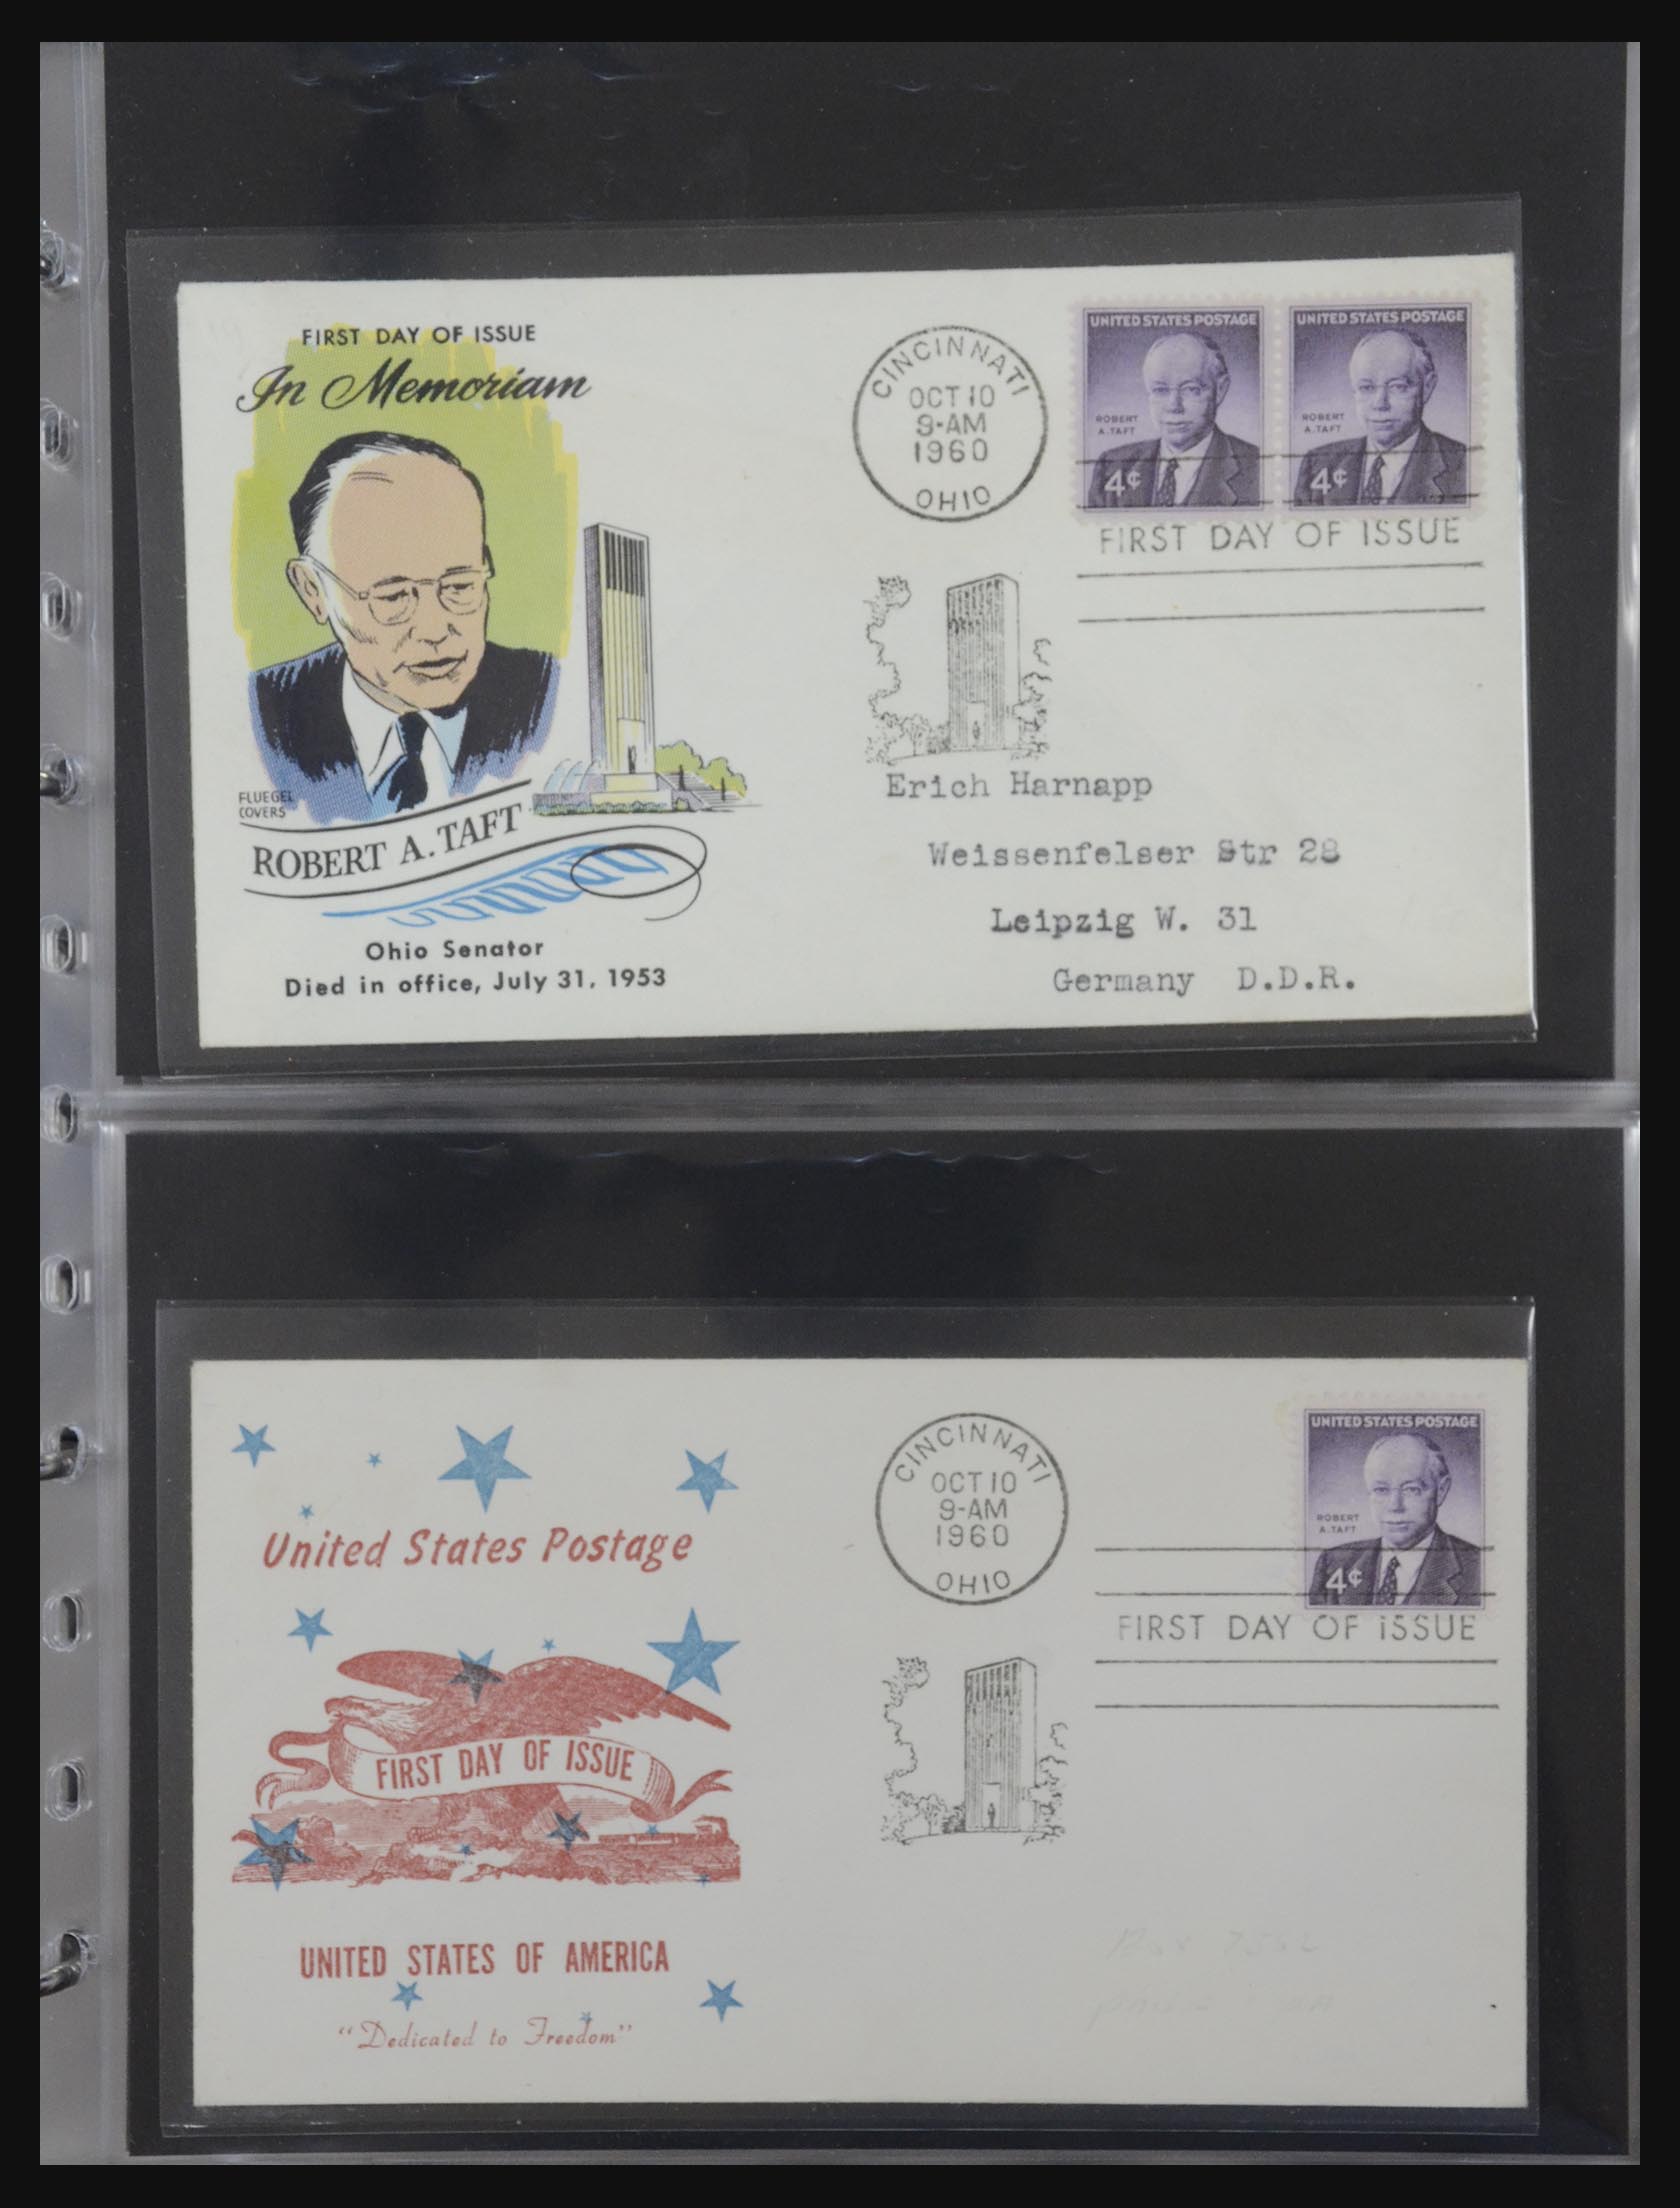 FIRST DAY OF ISSUE
In Memoriam
FLUEGEL
COVERS
ROBERT A. TAFT
Ohio Senator
Died in office, July 31, 1953
CINCINNATI
OCT 10
9-AM
1960
OHIO
UNITED STATES POSTAGE
ROBERT
A. TAFT
4¢
UNITED STATES POSTAGE
ROBERT
A. TAFT
4¢
FIRST DAY OF ISSUE
Erich Harnapp
Weissenfelser Str 28
Leipzig W. 31
Germany D.D.R.
United States Postage
FIRST DAY OF ISSUE
UNITED STATES OF AMERICA
"Dedicated to Freedom"
CINCINNATI
OCT 10
9-AM
1960
OHIO
UNITED STATES POSTAGE
ROBERT
A. TAFT
4¢
FIRST DAY OF ISSUE
Box